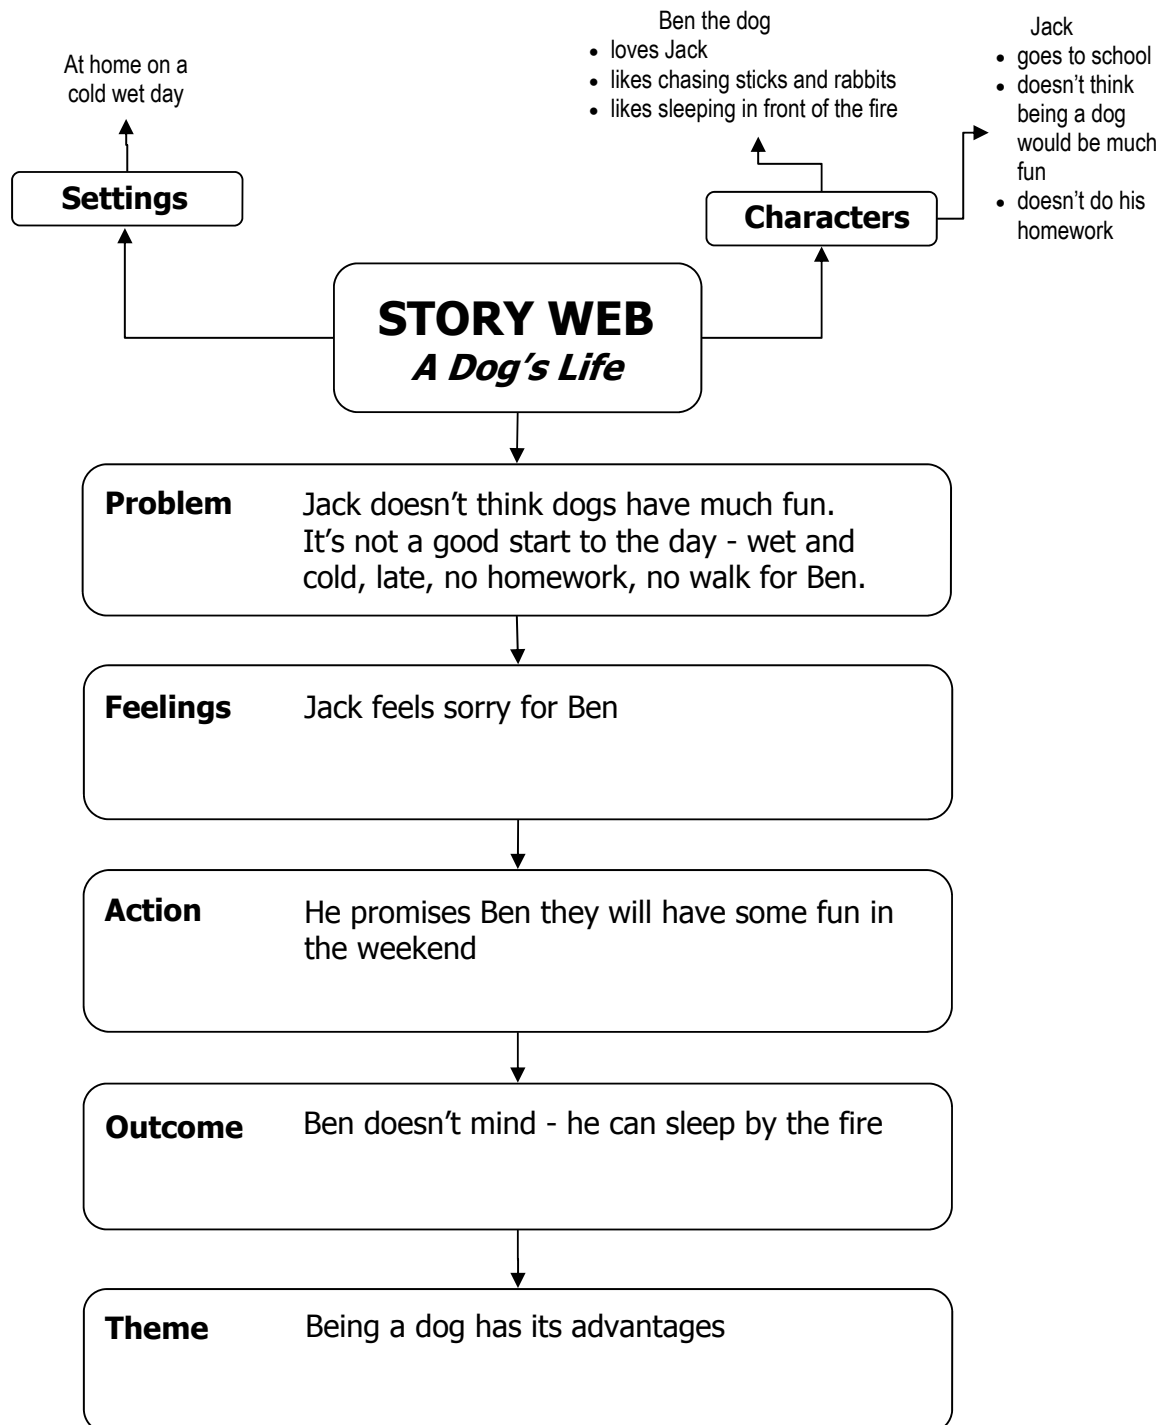 At home on a
cold wet day
Settings
Ben the dog
• loves Jack
• likes chasing sticks and rabbits
• likes sleeping in front of the fire
Jack
• goes to school
• doesn’t think
being a dog
would be much
fun
• doesn’t do his
homework
Characters
STORY WEB
A Dog’s Life
Problem
Jack doesn’t think dogs have much fun.
It’s not a good start to the day - wet and
cold, late, no homework, no walk for Ben.
Feelings
Jack feels sorry for Ben
Action
He promises Ben they will have some fun in
the weekend
Outcome
Ben doesn’t mind - he can sleep by the fire
Theme
Being a dog has its advantages